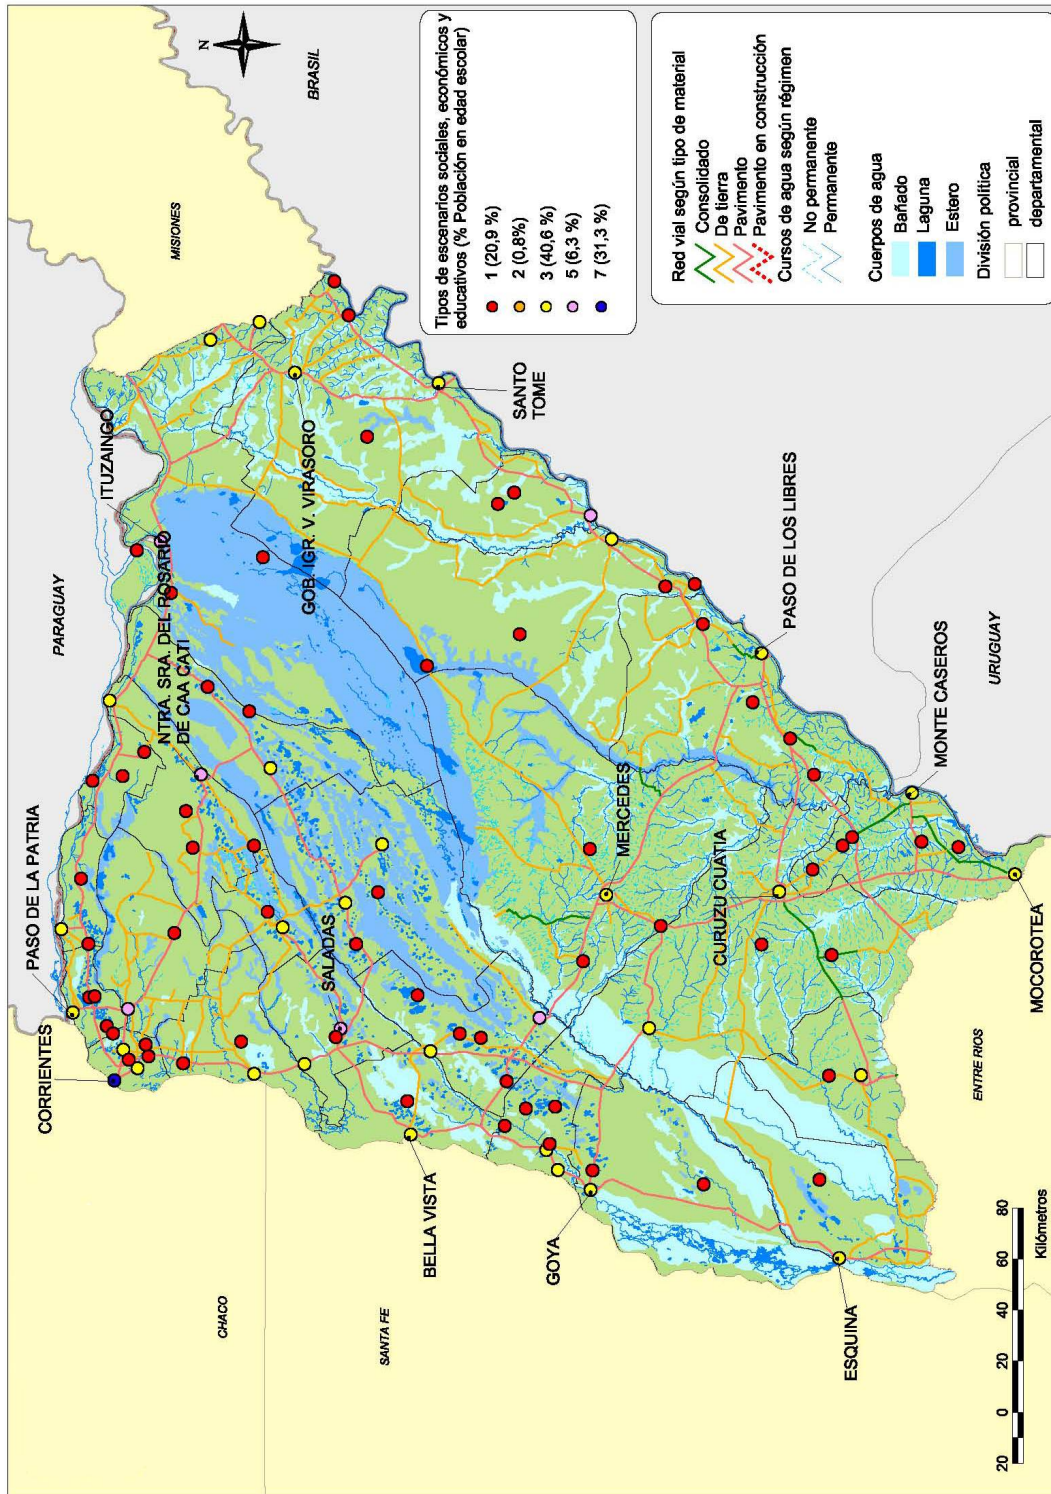 N
BRASIL
MISIONES
PARAGUAY
Tipos de escenarios sociales, económicos y
educativos (% Población en edad escolar)
1 (20,9 %)
2 (0,8%)
3 (40,6 %)
5 (6,3 %)
7 (31,3 %)
Red vial según tipo de material
Consolidado
De tierra
Pavimento
Pavimento en construcción
Cursos de agua según régimen
No permanente
Permanente
Cuerpos de agua
Bañado
Laguna
Estero
División política
provincial
departamental
ITUZAINGO
NTRA. SRA. DEL ROSARIO
DE CAA CATI
GOB. IGR. V. VIRASORO
SANTO
TOME
PASO DE LA PATRIA
CORRIENTES
SALADAS
BELLA VISTA
GOYA
ESQUINA
MERCEDES
CURUZU CUATIA
PASO DE LOS LIBRES
MONTE CASEROS
MOCOROTEA
URUGUAY
ENTRE RIOS
CHACO
SANTA FE
20 0 20 40 60 80
Kilómetros